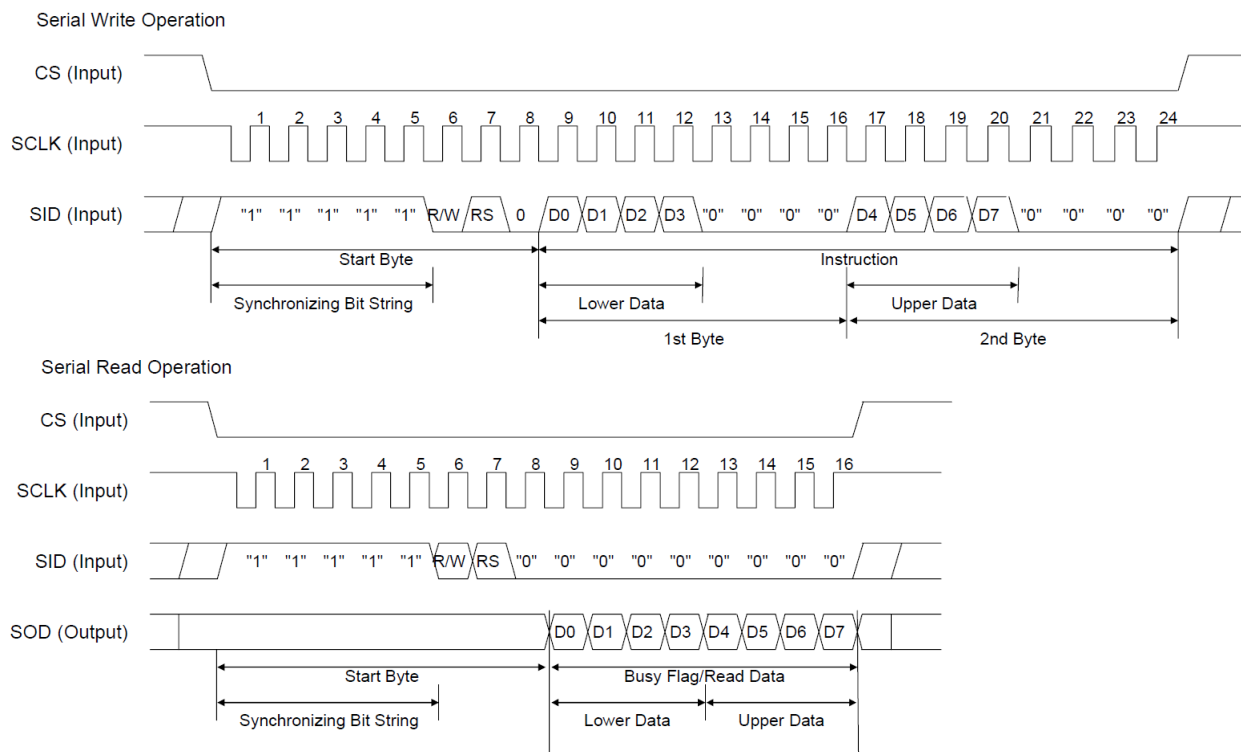 Serial Write Operation
CS (Input)
1 2 3 4 5 6 7 8 9 10 11 12 13 14 15 16 17 18 19 20 21 22 23 24
SCLK (Input)
SID (Input) "1" "1" "1" "1" "1" R/W RS 0 D0 D1 D2 D3 "0" "0" "0" "0" D4 D5 D6 D7 "0" "0" "0' "0"
Start Byte Instruction
Synchronizing Bit String Lower Data Upper Data
1st Byte 2nd Byte
Serial Read Operation
CS (Input)
1 2 3 4 5 6 7 8 9 10 11 12 13 14 15 16
SCLK (Input)
SID (Input) "1" "1" "1" "1" "1" R/W RS "0" "0" "0" "0" "0" "0" "0" "0" "0"
SOD (Output) D0 D1 D2 D3 D4 D5 D6 D7
Start Byte Busy Flag/Read Data
Synchronizing Bit String Lower Data Upper Data